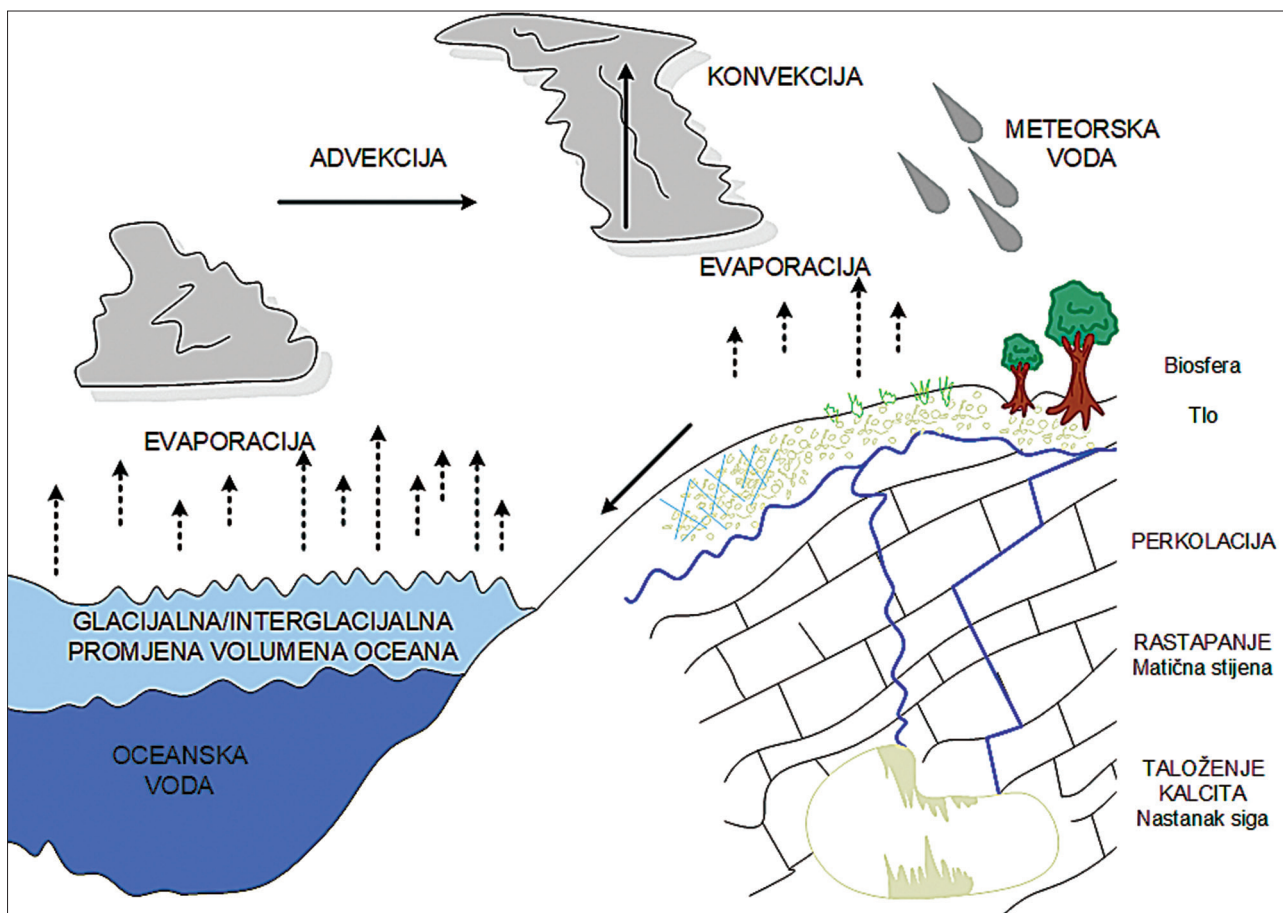 KONVEKCIJA
METEORSKA
VODA
ADVEKCIJA
EVAPORACIJA
Biosfera
Tlo
EVAPORACIJA
PERKOLACIJA
GLACIJALNA/INTERGLACIJALNA
PROMJENA VOLUMENA OCEANA
RASTAPANJE
Matična stijena
OCEANSKA
VODA
TALOŽENJE
KALCITA
Nastanak siga